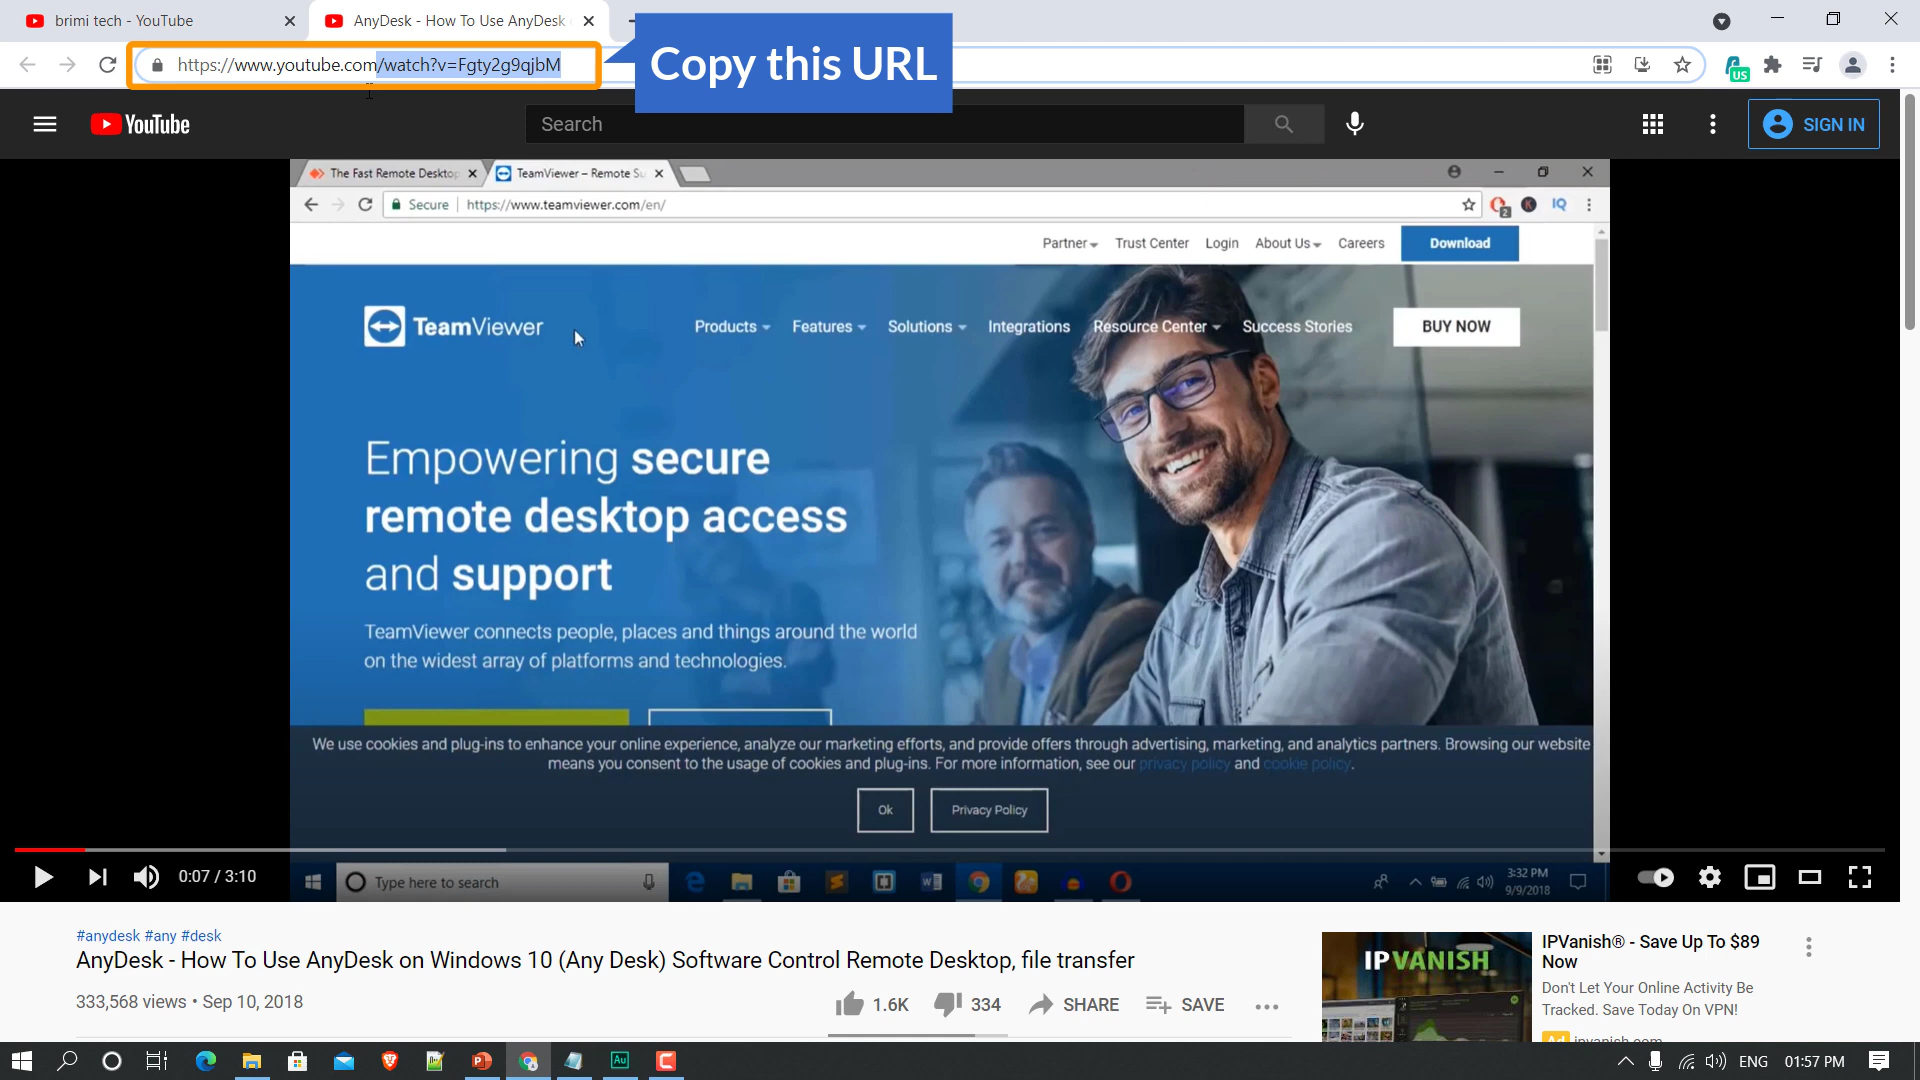 brimi tech - YouTube
AnyDesk - How To Use AnyDesk
https://www.youtube.com/watch?v=Fgty2g9qjbM
Copy this URL
US
YouTube
Search
SIGN IN
The Fast Remote Desktop
TeamViewer – Remote Su
Secure
https://www.teamviewer.com/en/
2
K
IQ
Partner
Trust Center
Login
About Us
Careers
Download
TeamViewer
Products
Features
Solutions
Integrations
Resource Center
Success Stories
BUY NOW
Empowering secure
remote desktop access
and support
TeamViewer connects people, places and things around the world
on the widest array of platforms and technologies.
We use cookies and plug-ins to enhance your online experience, analyze our marketing efforts, and provide offers through advertising, marketing, and analytics partners. Browsing our website
means you consent to the usage of cookies and plug-ins. For more information, see our privacy policy and cookie policy.
Ok
Privacy Policy
0:07 / 3:10
Type here to search
3:32 PM
9/9/2018
#anydesk #any #desk
AnyDesk - How To Use AnyDesk on Windows 10 (Any Desk) Software Control Remote Desktop, file transfer
333,568 views • Sep 10, 2018
1.6K
334
SHARE
SAVE
IPVANISH
IPVanish® - Save Up To $89
Now
Don't Let Your Online Activity Be
Tracked. Save Today On VPN!
Ad ipvanish.com
Au
ENG
01:57 PM